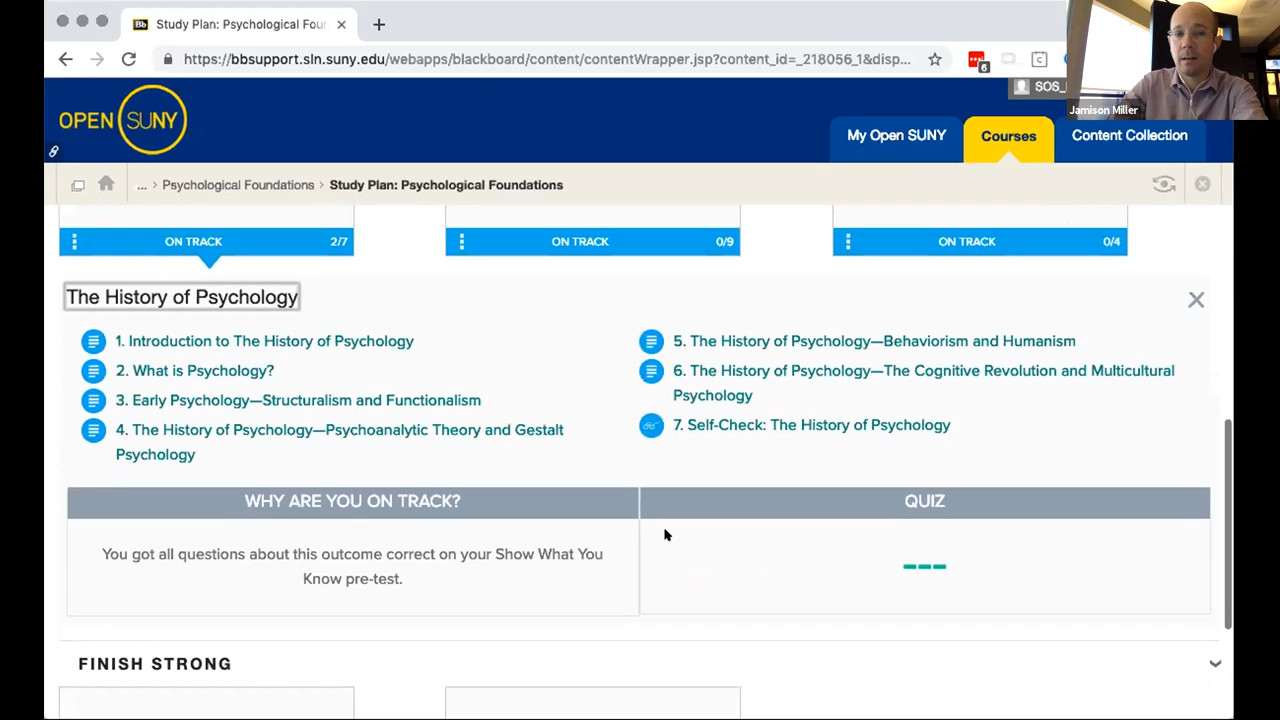 Bb Study Plan: Psychological Four
https://bbsupport.sln.suny.edu/webapps/blackboard/content/contentWrapper.jsp?content_id=_218056_1&disp...
6
Jamison Miller
OPEN SUNY
SOS_
My Open SUNY
Courses
Content Collection
... > Psychological Foundations > Study Plan: Psychological Foundations
ON TRACK 2/7
ON TRACK 0/9
ON TRACK 0/4
The History of Psychology
1. Introduction to The History of Psychology
2. What is Psychology?
3. Early Psychology—Structuralism and Functionalism
4. The History of Psychology—Psychoanalytic Theory and Gestalt
Psychology
5. The History of Psychology—Behaviorism and Humanism
6. The History of Psychology—The Cognitive Revolution and Multicultural
Psychology
7. Self-Check: The History of Psychology
WHY ARE YOU ON TRACK?
You got all questions about this outcome correct on your Show What You
Know pre-test.
QUIZ
---
FINISH STRONG